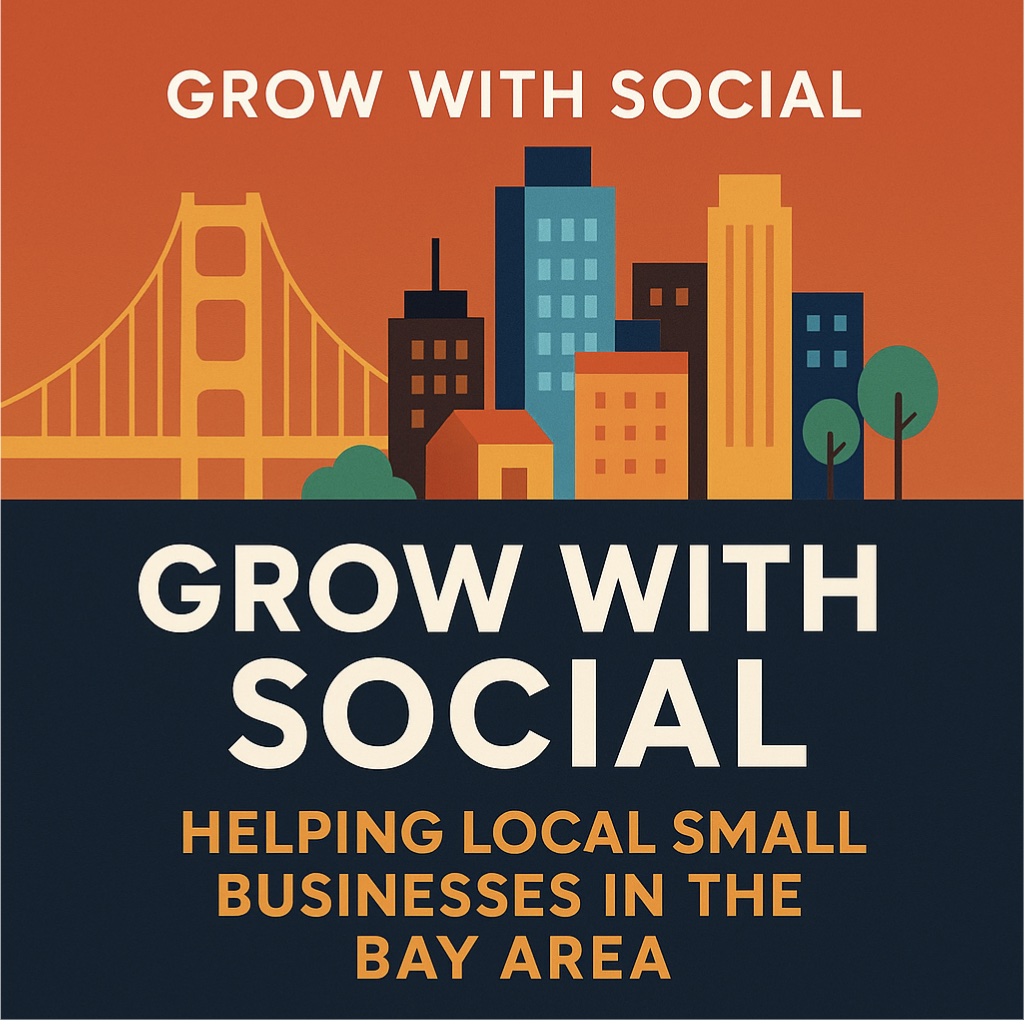 GROW WITH SOCIAL
GROW WITH
SOCIAL
HELPING LOCAL SMALL
BUSINESSES IN THE
BAY AREA